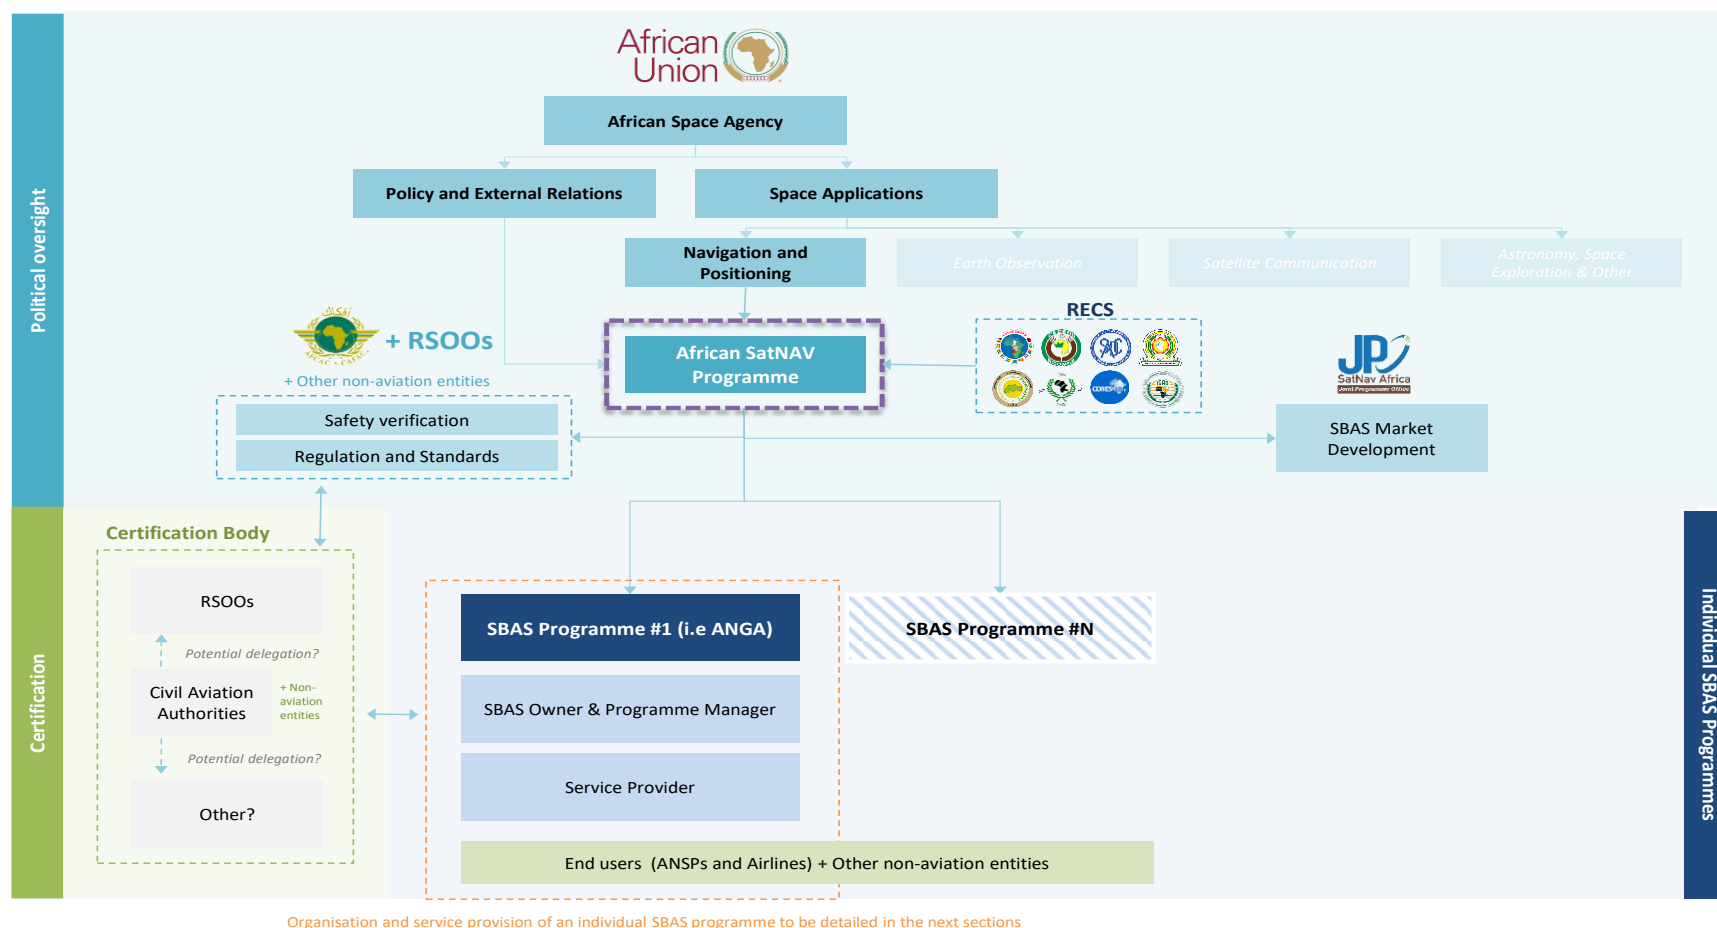 African
Union
African Space Agency
Policy and External Relations
Space Applications
Navigation and
Positioning
Earth Observation
Satellite Communication
Astronomy, Space
Exploration & Other
Political oversight
+ RSOOs
+ Other non-aviation entities
African SatNAV
Programme
RECS
JP
SatNav Africa
Joint Programme Office
Safety verification
Regulation and Standards
SBAS Market
Development
Certification Body
RSOOs
Potential delegation?
Civil Aviation
Authorities
+ Non-
aviation
entities
Potential delegation?
Other?
Certification
SBAS Programme #1 (i.e ANGA)
SBAS Programme #N
SBAS Owner & Programme Manager
Service Provider
End users (ANSPs and Airlines) + Other non-aviation entities
Individual SBAS Programmes
Organisation and service provision of an individual SBAS programme to be detailed in the next sections